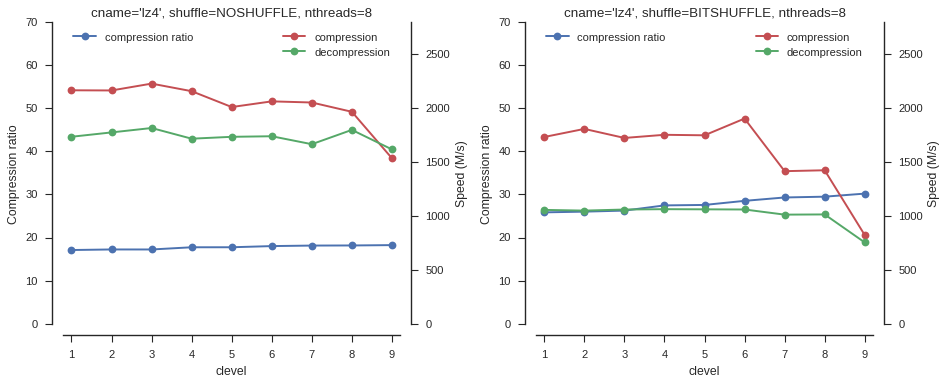 cname='lz4', shuffle=NOSHUFFLE, nthreads=8
compression ratio
compression
decompression
70
60
50
40
30
20
10
0
Compression ratio
2500
2000
1500
1000
500
0
Speed (M/s)
1 2 3 4 5 6 7 8 9
clevel
cname='lz4', shuffle=BITSHUFFLE, nthreads=8
compression ratio
compression
decompression
70
60
50
40
30
20
10
0
Compression ratio
2500
2000
1500
1000
500
0
Speed (M/s)
1 2 3 4 5 6 7 8 9
clevel